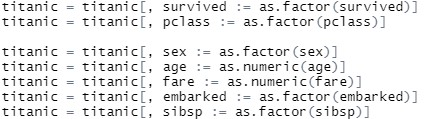 titanic = titanic[, survived := as.factor(survived)]
titanic = titanic[, pclass := as.factor(pclass)]
titanic = titanic[, sex := as.factor(sex)]
titanic = titanic[, age := as.numeric(age)]
titanic = titanic[, fare := as.numeric(fare)]
titanic = titanic[, embarked := as.factor(embarked)]
titanic = titanic[, sibsp := as.factor(sibsp)]